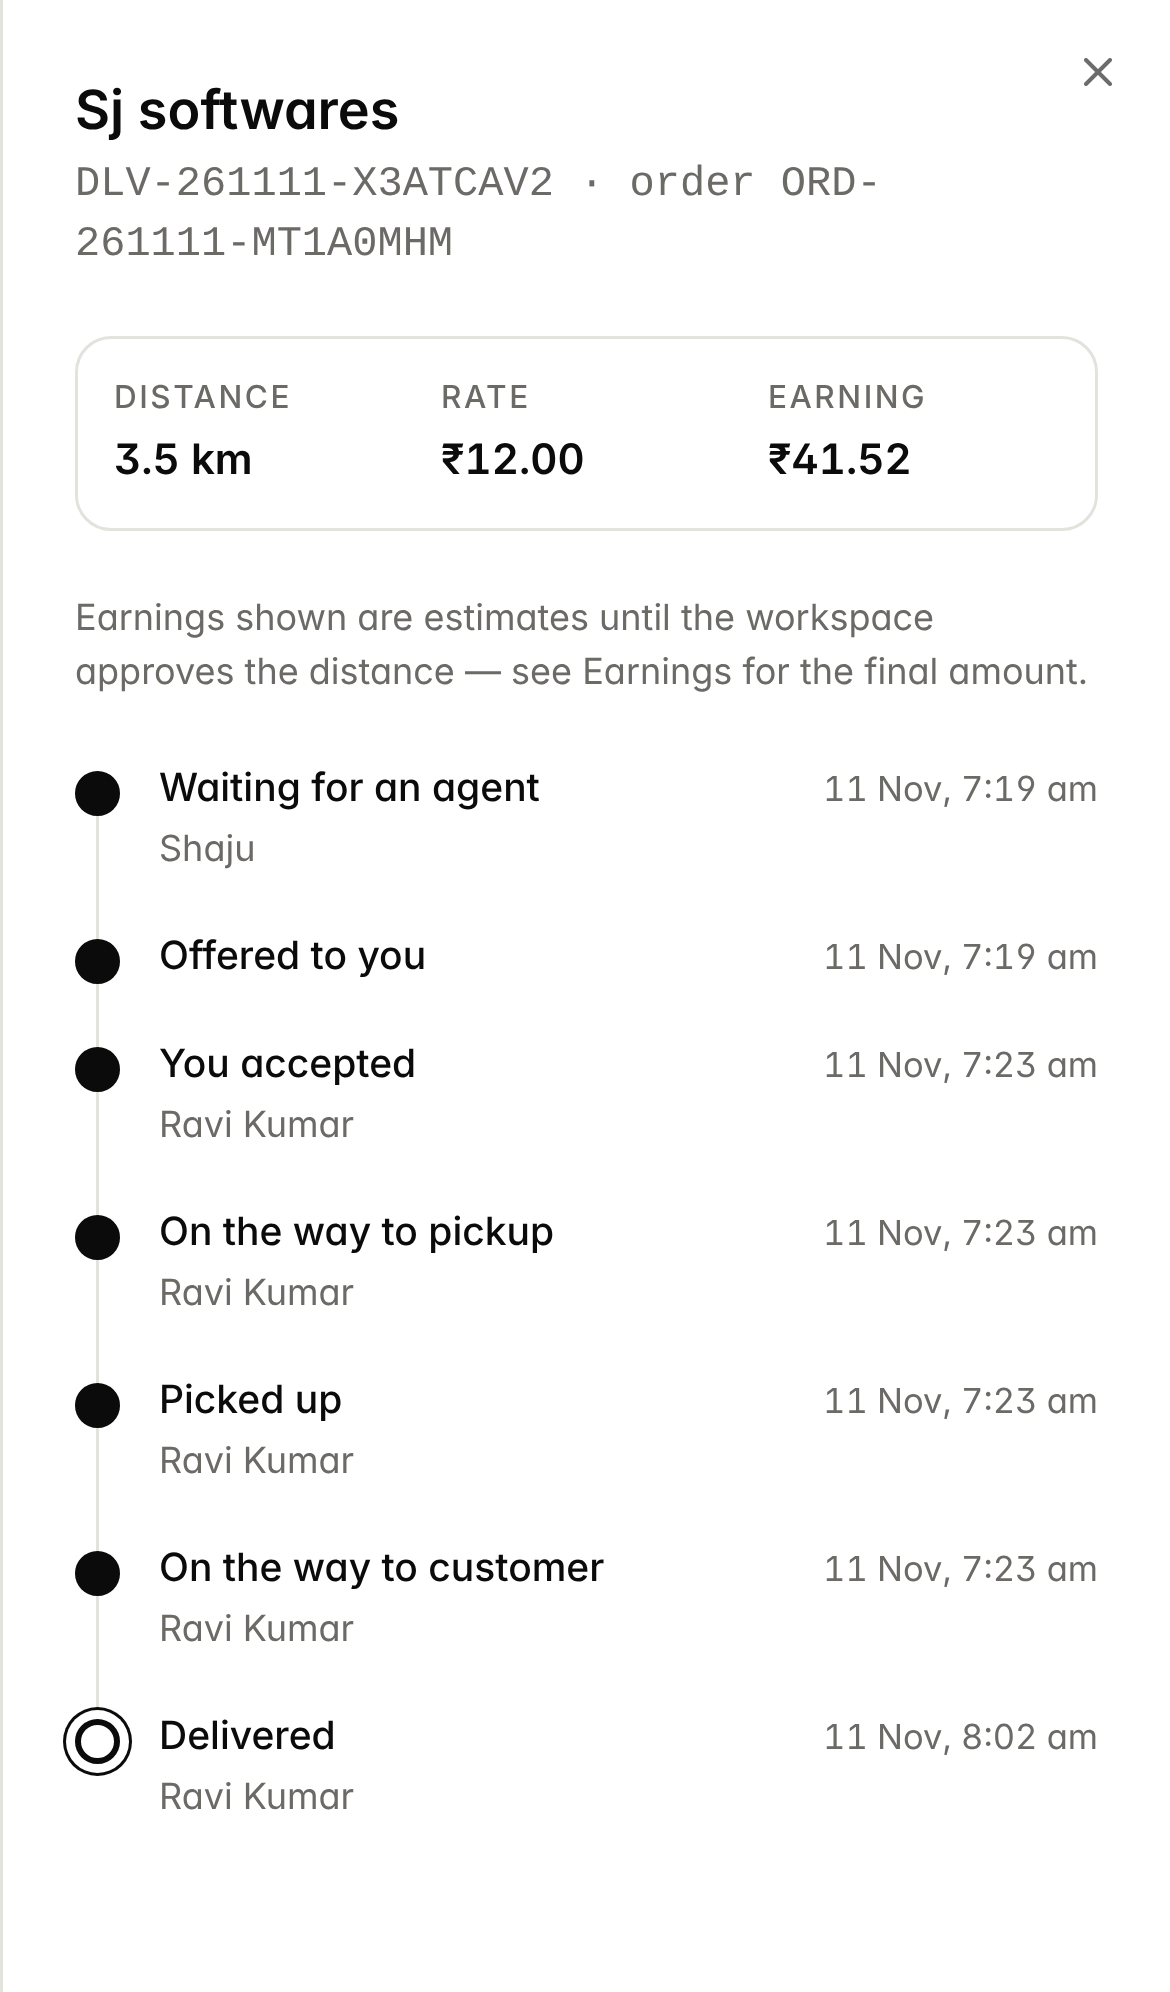 Sj softwares
DLV-261111-X3ATCAV2 · order ORD-
261111-MT1A0MHM
DISTANCE RATE EARNING
3.5 km ₹12.00 ₹41.52
Earnings shown are estimates until the workspace
approves the distance — see Earnings for the final amount.
Waiting for an agent 11 Nov, 7:19 am
Shaju
Offered to you 11 Nov, 7:19 am
You accepted 11 Nov, 7:23 am
Ravi Kumar
On the way to pickup 11 Nov, 7:23 am
Ravi Kumar
Picked up 11 Nov, 7:23 am
Ravi Kumar
On the way to customer 11 Nov, 7:23 am
Ravi Kumar
Delivered 11 Nov, 8:02 am
Ravi Kumar